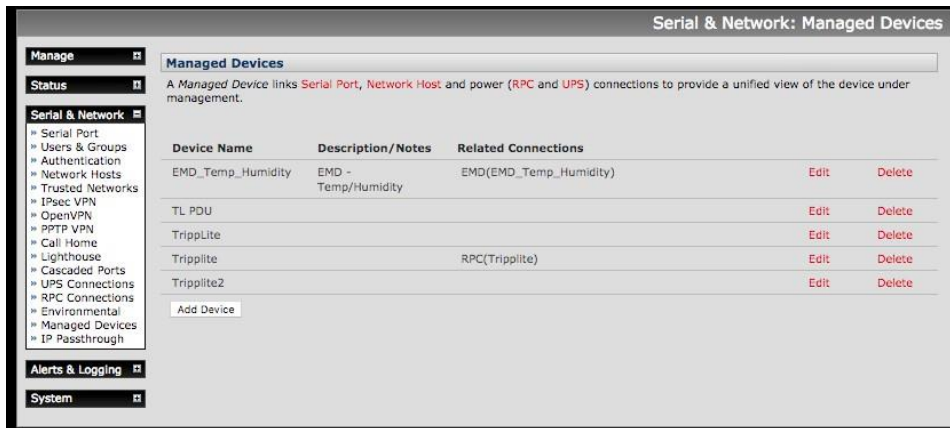 Serial & Network: Managed Devices
Manage
Status
Serial & Network
Serial Port
Users & Groups
Authentication
Network Hosts
Trusted Networks
IPsec VPN
OpenVPN
PPTP VPN
Call Home
Lighthouse
Cascaded Ports
UPS Connections
RPC Connections
Environmental
Managed Devices
IP Passthrough
Alerts & Logging
System
Managed Devices
A Managed Device links Serial Port, Network Host and power (RPC and UPS) connections to provide a unified view of the device under
management.
Device Name Description/Notes Related Connections
EMD_Temp_Humidity EMD - EMD(EMD_Temp_Humidity) Edit Delete
Temp/Humidity
TL PDU Edit Delete
TrippLite Edit Delete
Tripplite RPC(Tripplite) Edit Delete
Tripplite2 Edit Delete
Add Device